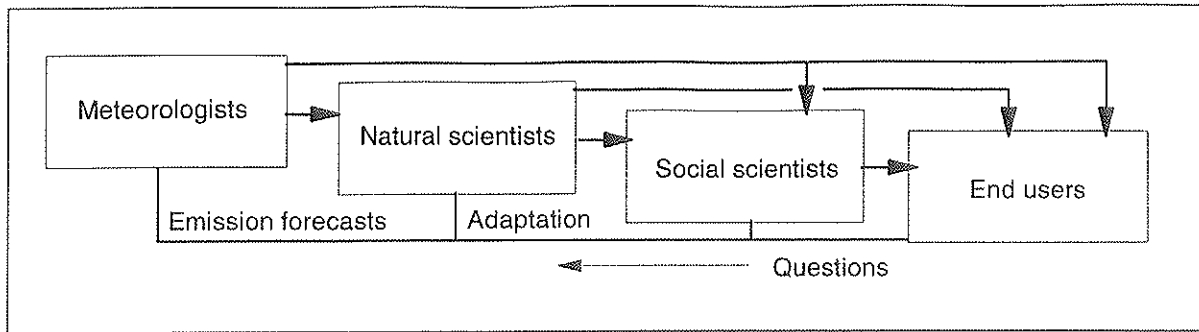 Meteorologists
Natural scientists
Social scientists
End users
Emission forecasts
Adaptation
Questions